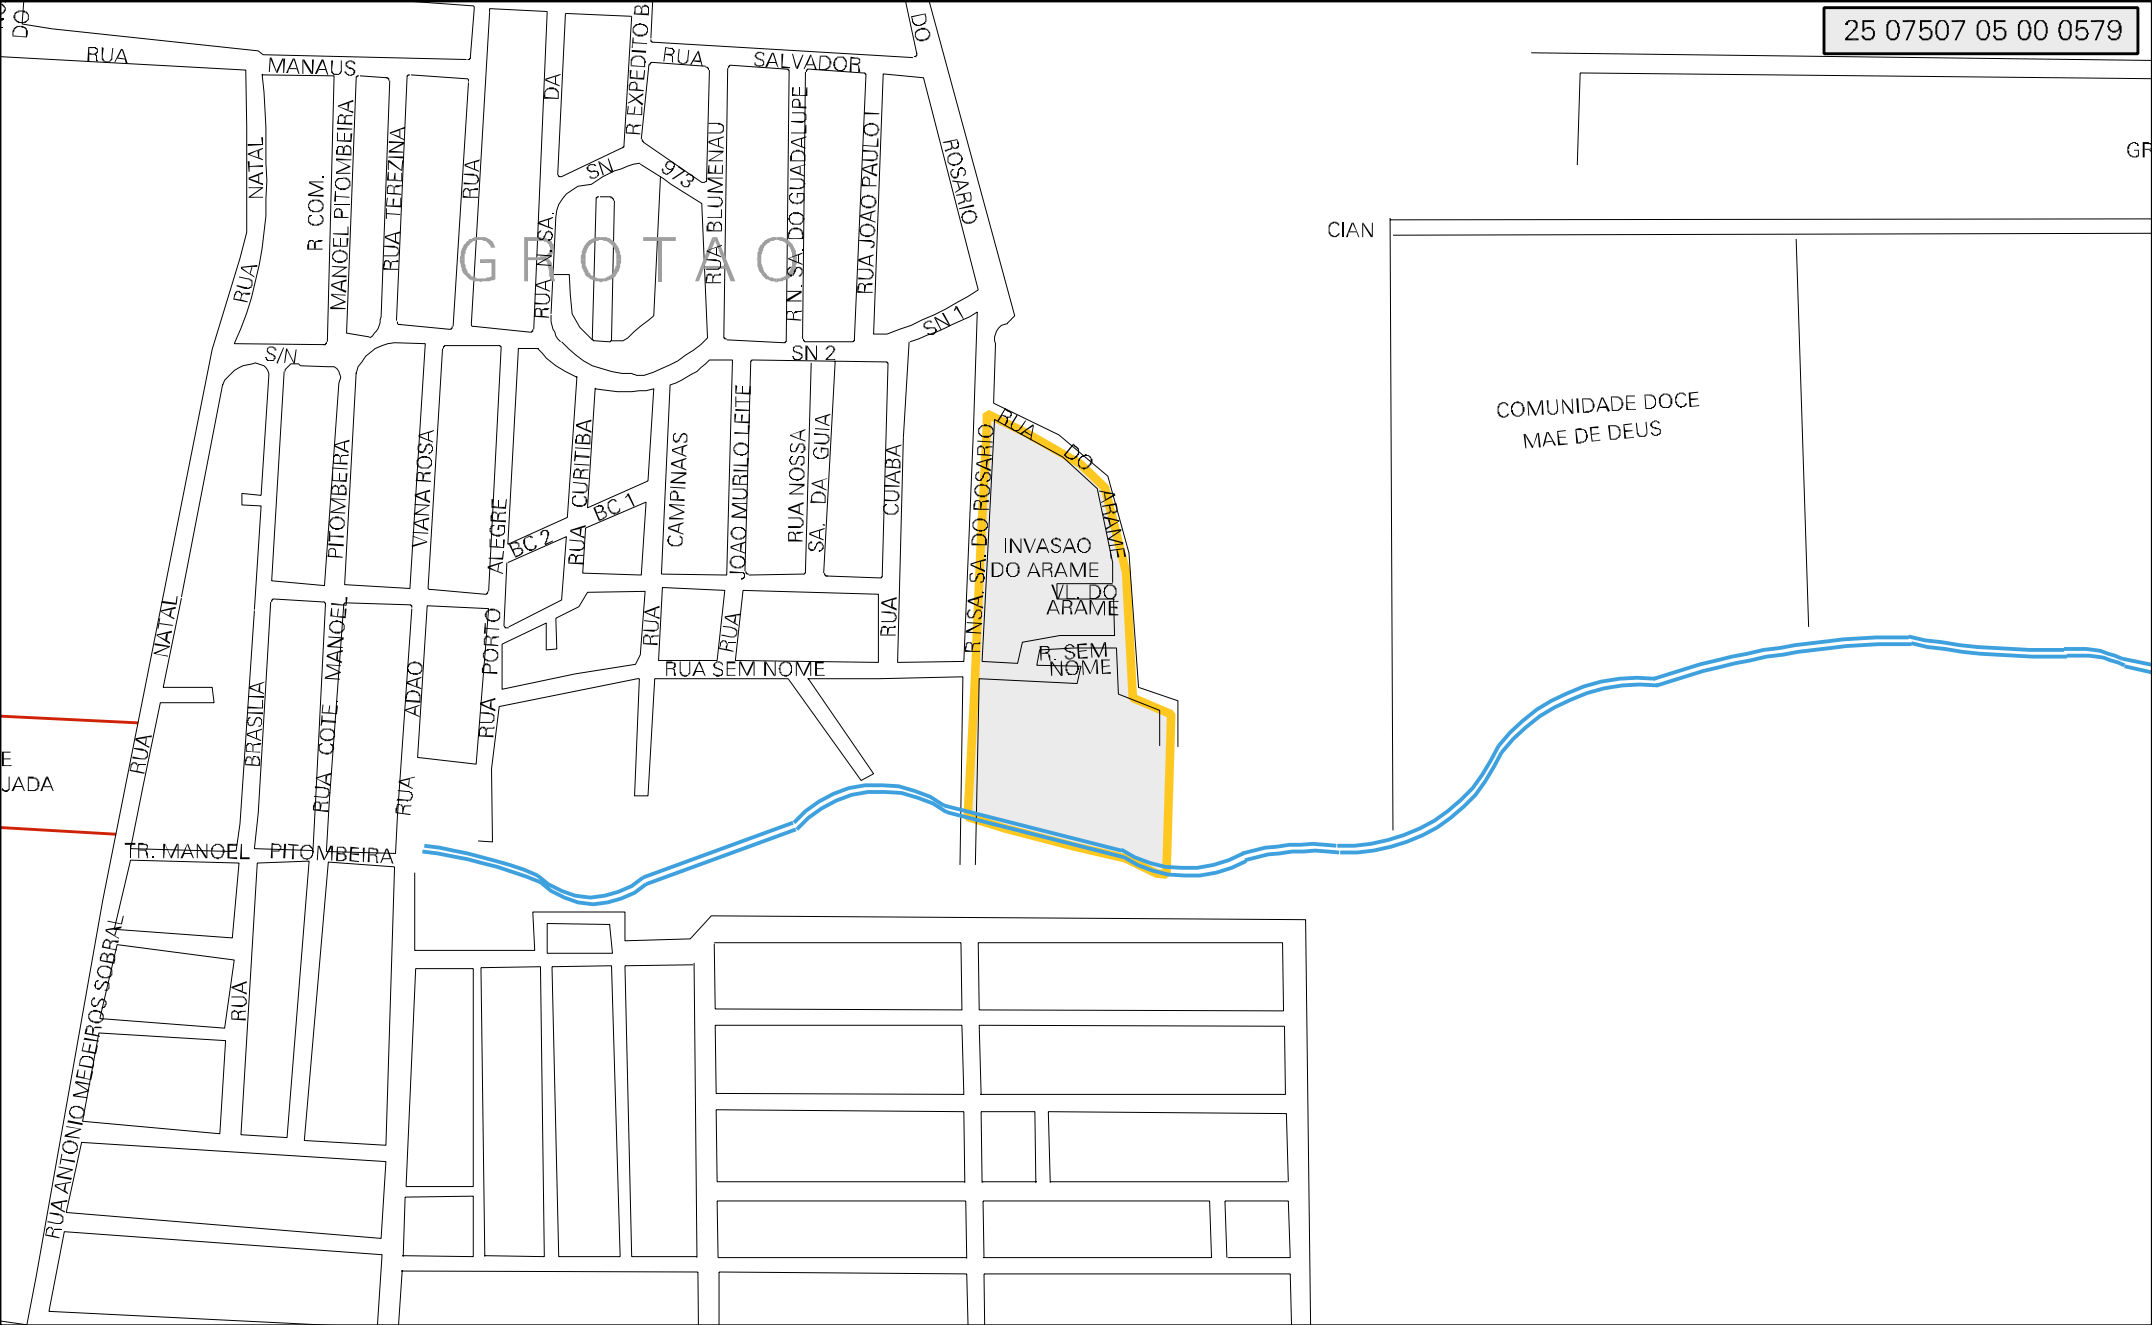 25 07507 05 00 0579
DO
RUA
MANAUS
DA
R EXPEDITO B
RUA
SALVADOR
DO
ROSARIO
GR
CIAN
NATAL
RUA
R COM.
MANOEL PITOMBEIRA
RUA TEREZINA
RUA
RUA N.SA.
SN
973
RUA BLUMENAU
R N. SA. DO GUADALUPE
RUA JOAO PAULO I
GROTAO
SN 1
SN 2
S/N
COMUNIDADE DOCE
MAE DE DEUS
PITOMBEIRA
VIANA ROSA
ALEGRE
RUA CURITIBA
BC 1
BC 2
CAMPINAAS
JOAO MURILO LEITE
RUA NOSSA
SA. DA GUIA
CUIABA
R NSA. SA. DO ROSARIO
RUA
DO
ARAME
INVASAO
DO ARAME
VL. DO
ARAME
R. SEM
NOME
NATAL
RUA
BRASILIA
RUA COTE. MANOEL
ADAO
RUA
RUA PORTO
RUA
RUA
RUA
RUA SEM NOME
E
JADA
TR. MANOEL PITOMBEIRA
RUA
RUA ANTONIO MEDEIROS SOBRAL